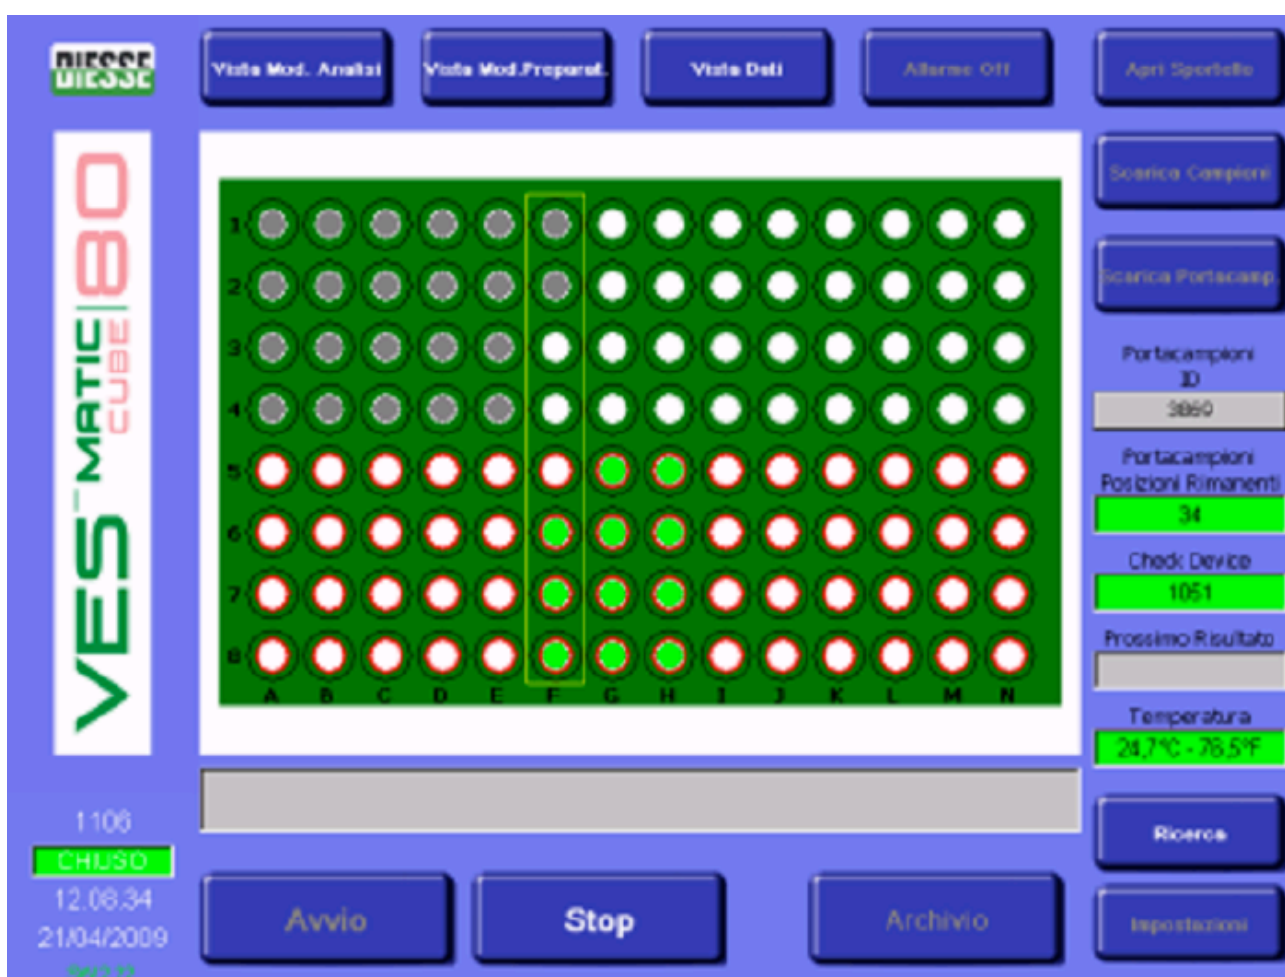 DIESSE
Vista Mod. Analisi
Vista Mod.Preparat.
Vista Dati
Allarme Off
Apri Sportello
VES MATIC CUBE 80
Scarica Campioni
Scarica Portacamp.
Portacampioni
ID
3860
Portacampioni
Posizioni Rimanenti
34
Check Device
1051
Prossimo Risultato
Temperatura
24,7°C - 76.5°F
1
2
3
4
5
6
7
8
A B C D E F G H I J K L M N
1106
CHIUSO
12.08.34
21/04/2009
Avvio
Stop
Archivio
Ricerca
Impostazioni